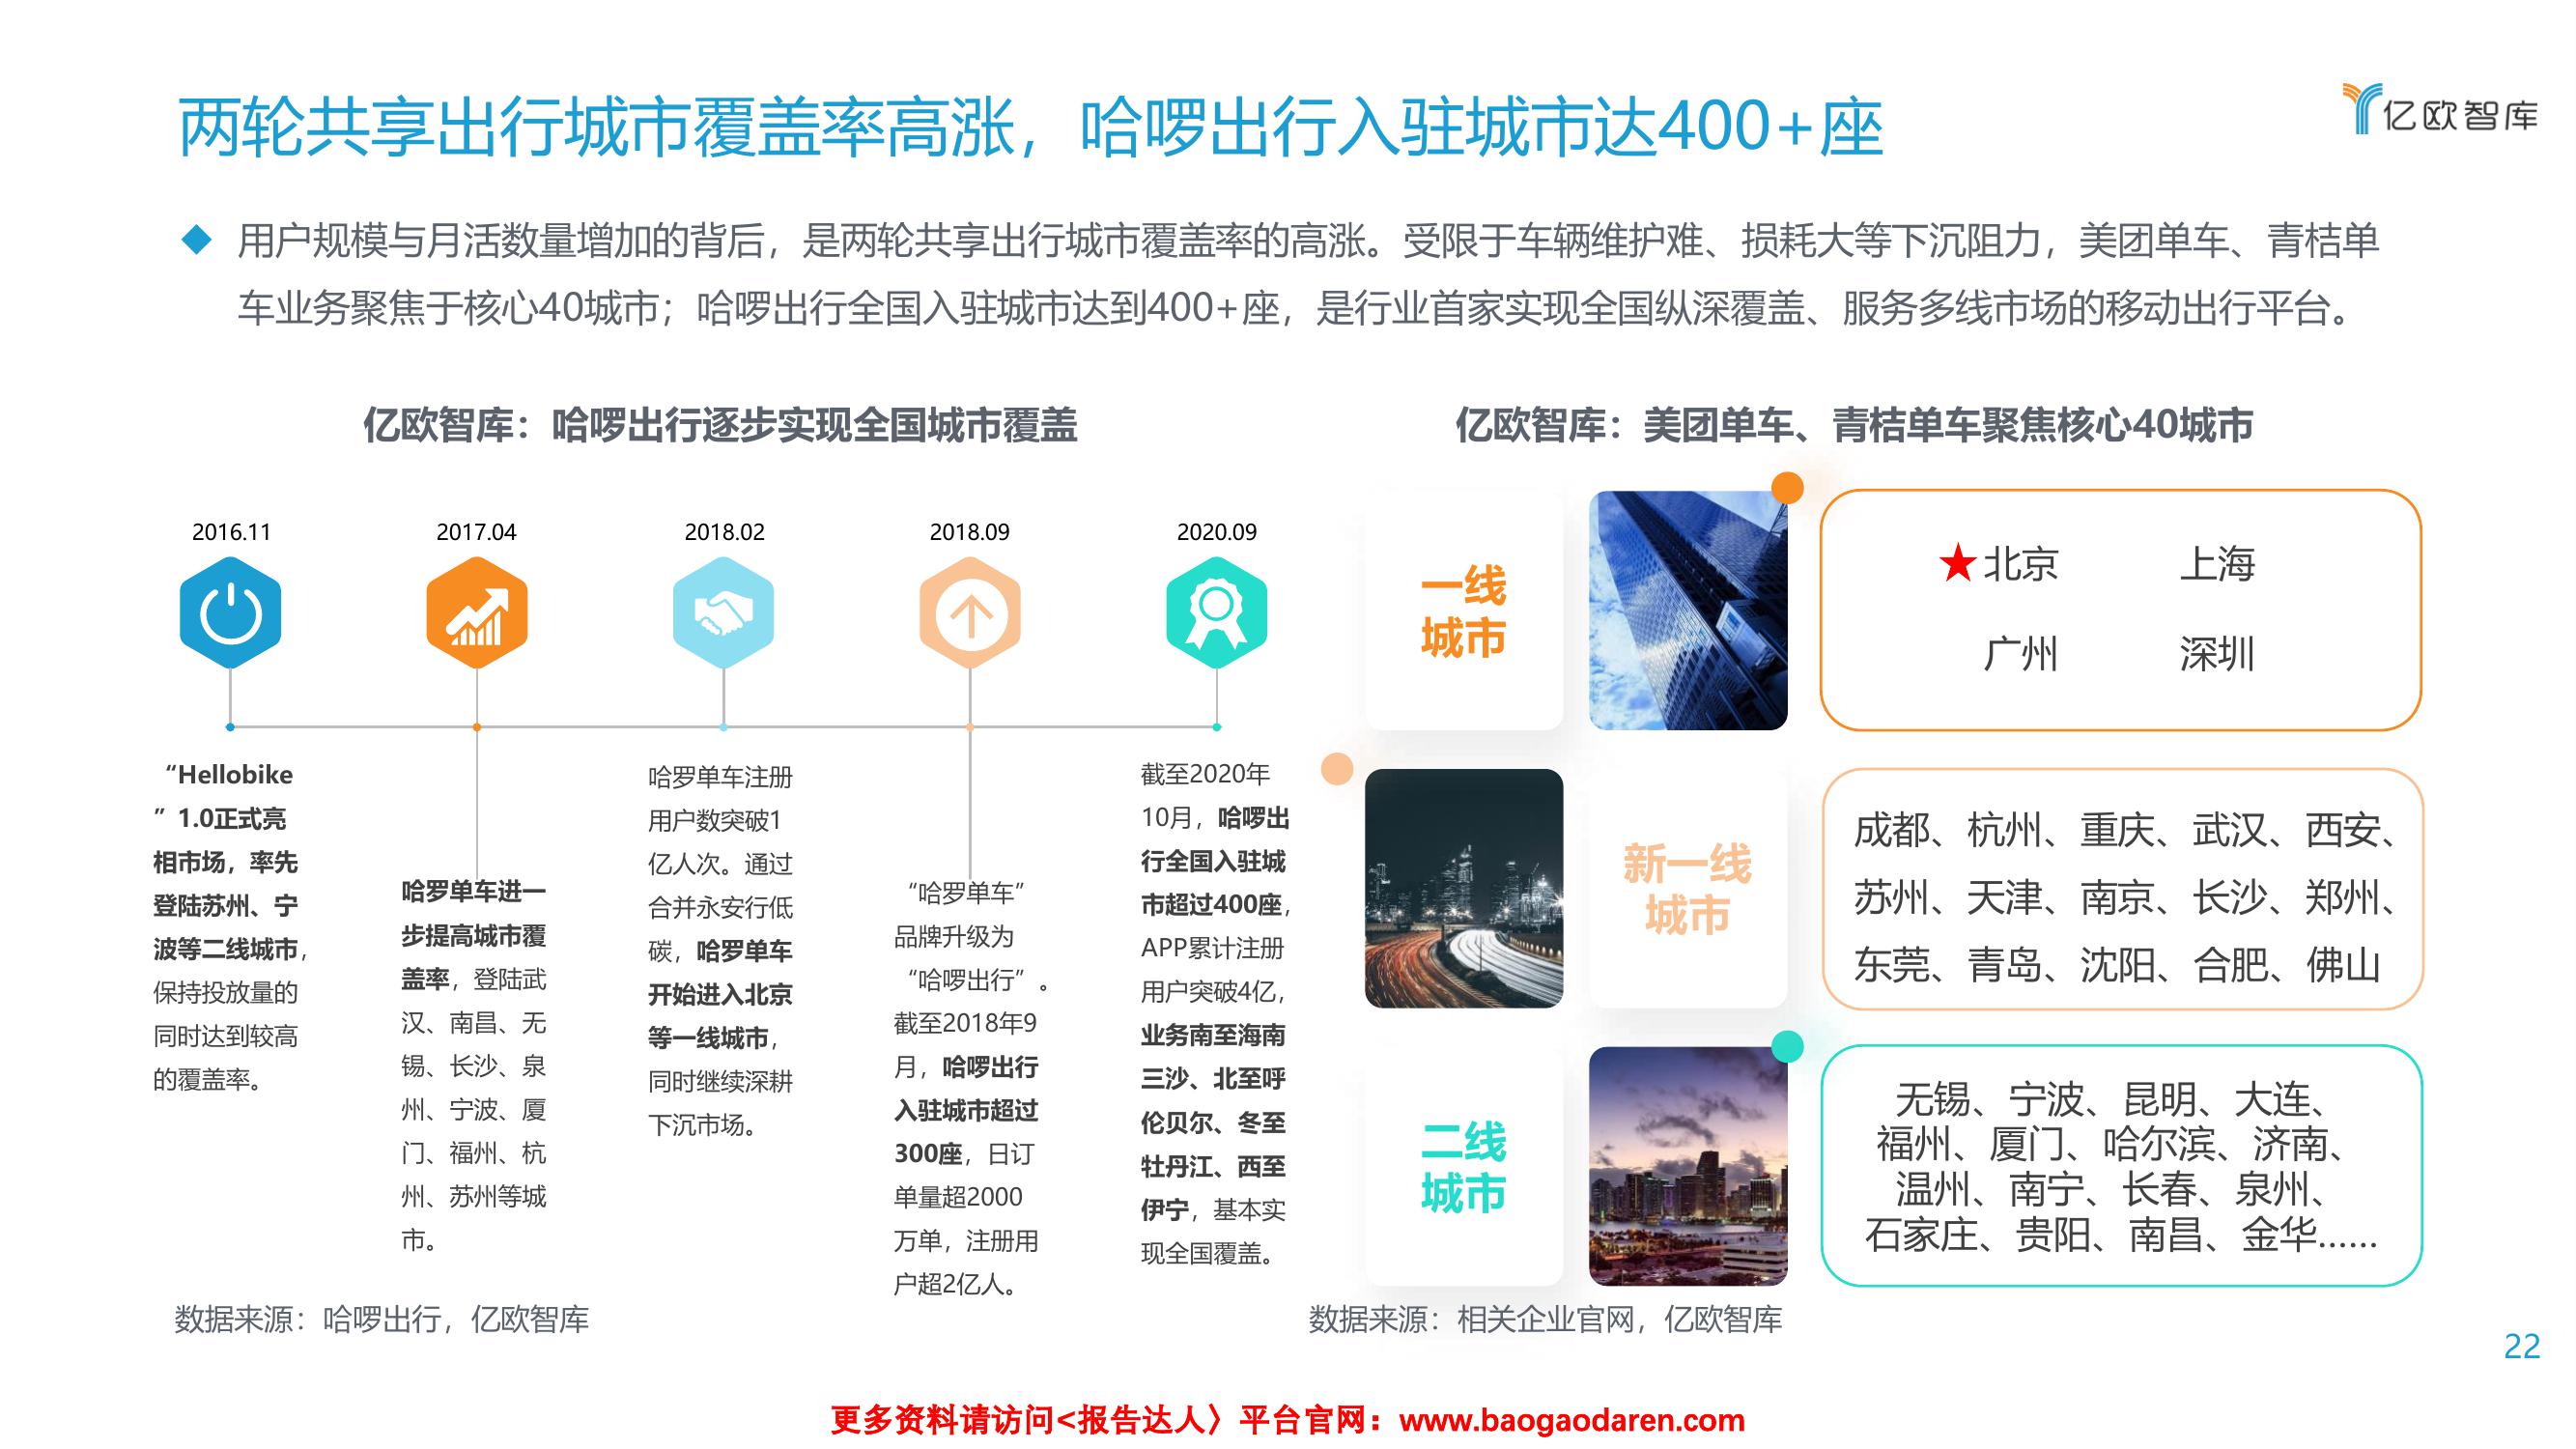 两轮共享出行城市覆盖率高涨，哈啰出行入驻城市达400+座
亿欧智库
◆ 用户规模与月活数量增加的背后，是两轮共享出行城市覆盖率的高涨。受限于车辆维护难、损耗大等下沉阻力，美团单车、青桔单
车业务聚焦于核心40城市；哈啰出行全国入驻城市达到400+座，是行业首家实现全国纵深覆盖、服务多线市场的移动出行平台。
亿欧智库：哈啰出行逐步实现全国城市覆盖
2016.11
“Hellobike
”1.0正式亮
相市场，率先
登陆苏州、宁
波等二线城市，
保持投放量的
同时达到较高
的覆盖率。
2017.04
哈罗单车进一
步提高城市覆
盖率，登陆武
汉、南昌、无
锡、长沙、泉
州、宁波、厦
门、福州、杭
州、苏州等城
市。
2018.02
哈罗单车注册
用户数突破1
亿人次。通过
合并永安行低
碳，哈罗单车
开始进入北京
等一线城市，
同时继续深耕
下沉市场。
2018.09
“哈罗单车”
品牌升级为
“哈啰出行”。
截至2018年9
月，哈啰出行
入驻城市超过
300座，日订
单量超2000
万单，注册用
户超2亿人。
2020.09
截至2020年
10月，哈啰出
行全国入驻城
市超过400座，
APP累计注册
用户突破4亿，
业务南至海南
三沙、北至呼
伦贝尔、冬至
牡丹江、西至
伊宁，基本实
现全国覆盖。
数据来源：哈啰出行，亿欧智库
亿欧智库：美团单车、青桔单车聚焦核心40城市
一线
城市
★北京 上海
广州 深圳
新一线
城市
成都、杭州、重庆、武汉、西安、
苏州、天津、南京、长沙、郑州、
东莞、青岛、沈阳、合肥、佛山
二线
城市
无锡、宁波、昆明、大连、
福州、厦门、哈尔滨、济南、
温州、南宁、长春、泉州、
石家庄、贵阳、南昌、金华……
数据来源：相关企业官网，亿欧智库
22
更多资料请访问<报告达人〉平台官网：www.baogaodaren.com